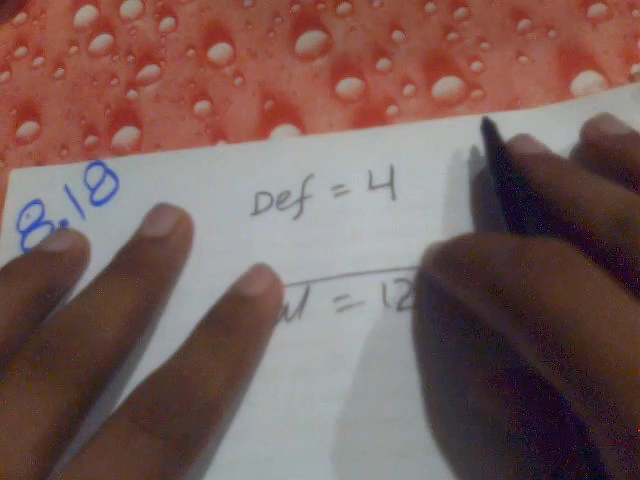 8.18
Def = 4
= 12